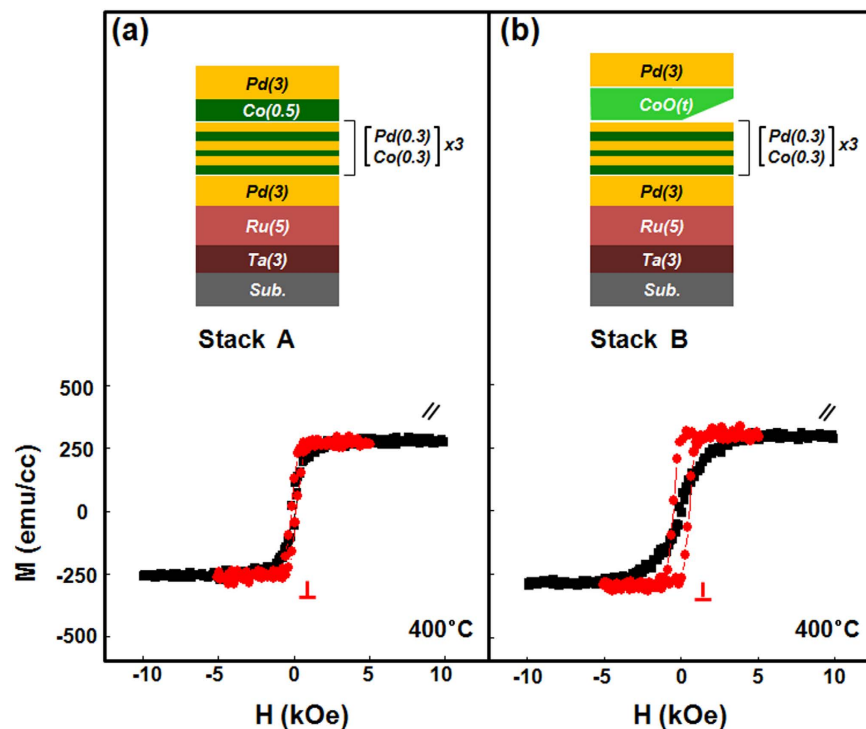 (a)
Pd(3)
Co(0.5)
[Pd(0.3)
Co(0.3)] x3
Pd(3)
Ru(5)
Ta(3)
Sub.
Stack A
(b)
Pd(3)
CoO(t)
[Pd(0.3)
Co(0.3)] x3
Pd(3)
Ru(5)
Ta(3)
Sub.
Stack B
M (emu/cc)
500
250
0
-250
-500
//
⊥
400°C
-10 -5 0 5 10
H (kOe)
//
⊥
400°C
-10 -5 0 5 10
H (kOe)